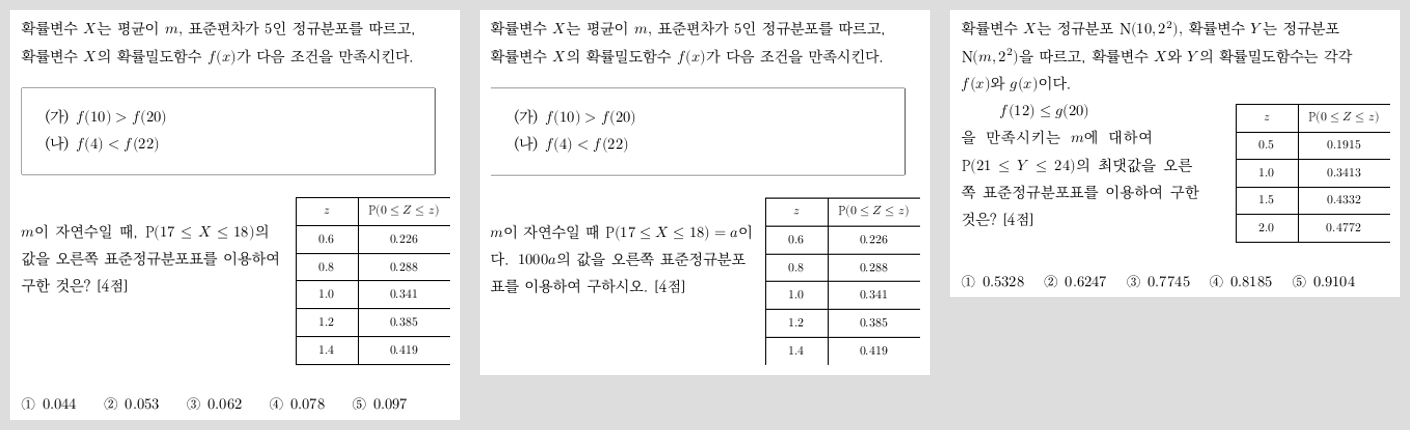 확률변수 X는 평균이 m, 표준편차가 5인 정규분포를 따르고,
확률변수 X의 확률밀도함수 f(x)가 다음 조건을 만족시킨다.
(가) f(10) > f(20)
(나) f(4) < f(22)
m이 자연수일 때, P(17 ≤ X ≤ 18)의
값을 오른쪽 표준정규분포표를 이용하여
구한 것은? [4점]
z P(0 ≤ Z ≤ z)
0.6 0.226
0.8 0.288
1.0 0.341
1.2 0.385
1.4 0.419
① 0.044 ② 0.053 ③ 0.062 ④ 0.078 ⑤ 0.097
확률변수 X는 평균이 m, 표준편차가 5인 정규분포를 따르고,
확률변수 X의 확률밀도함수 f(x)가 다음 조건을 만족시킨다.
(가) f(10) > f(20)
(나) f(4) < f(22)
m이 자연수일 때 P(17 ≤ X ≤ 18) = a이
다. 1000a의 값을 오른쪽 표준정규분포
표를 이용하여 구하시오. [4점]
z P(0 ≤ Z ≤ z)
0.6 0.226
0.8 0.288
1.0 0.341
1.2 0.385
1.4 0.419
확률변수 X는 정규분포 N(10, 2²), 확률변수 Y는 정규분포
N(m, 2²)을 따르고, 확률변수 X와 Y의 확률밀도함수는 각각
f(x)와 g(x)이다.
f(12) ≤ g(20)
을 만족시키는 m에 대하여
P(21 ≤ Y ≤ 24)의 최댓값을 오른
쪽 표준정규분포표를 이용하여 구한
것은? [4점]
z P(0 ≤ Z ≤ z)
0.5 0.1915
1.0 0.3413
1.5 0.4332
2.0 0.4772
① 0.5328 ② 0.6247 ③ 0.7745 ④ 0.8185 ⑤ 0.9104